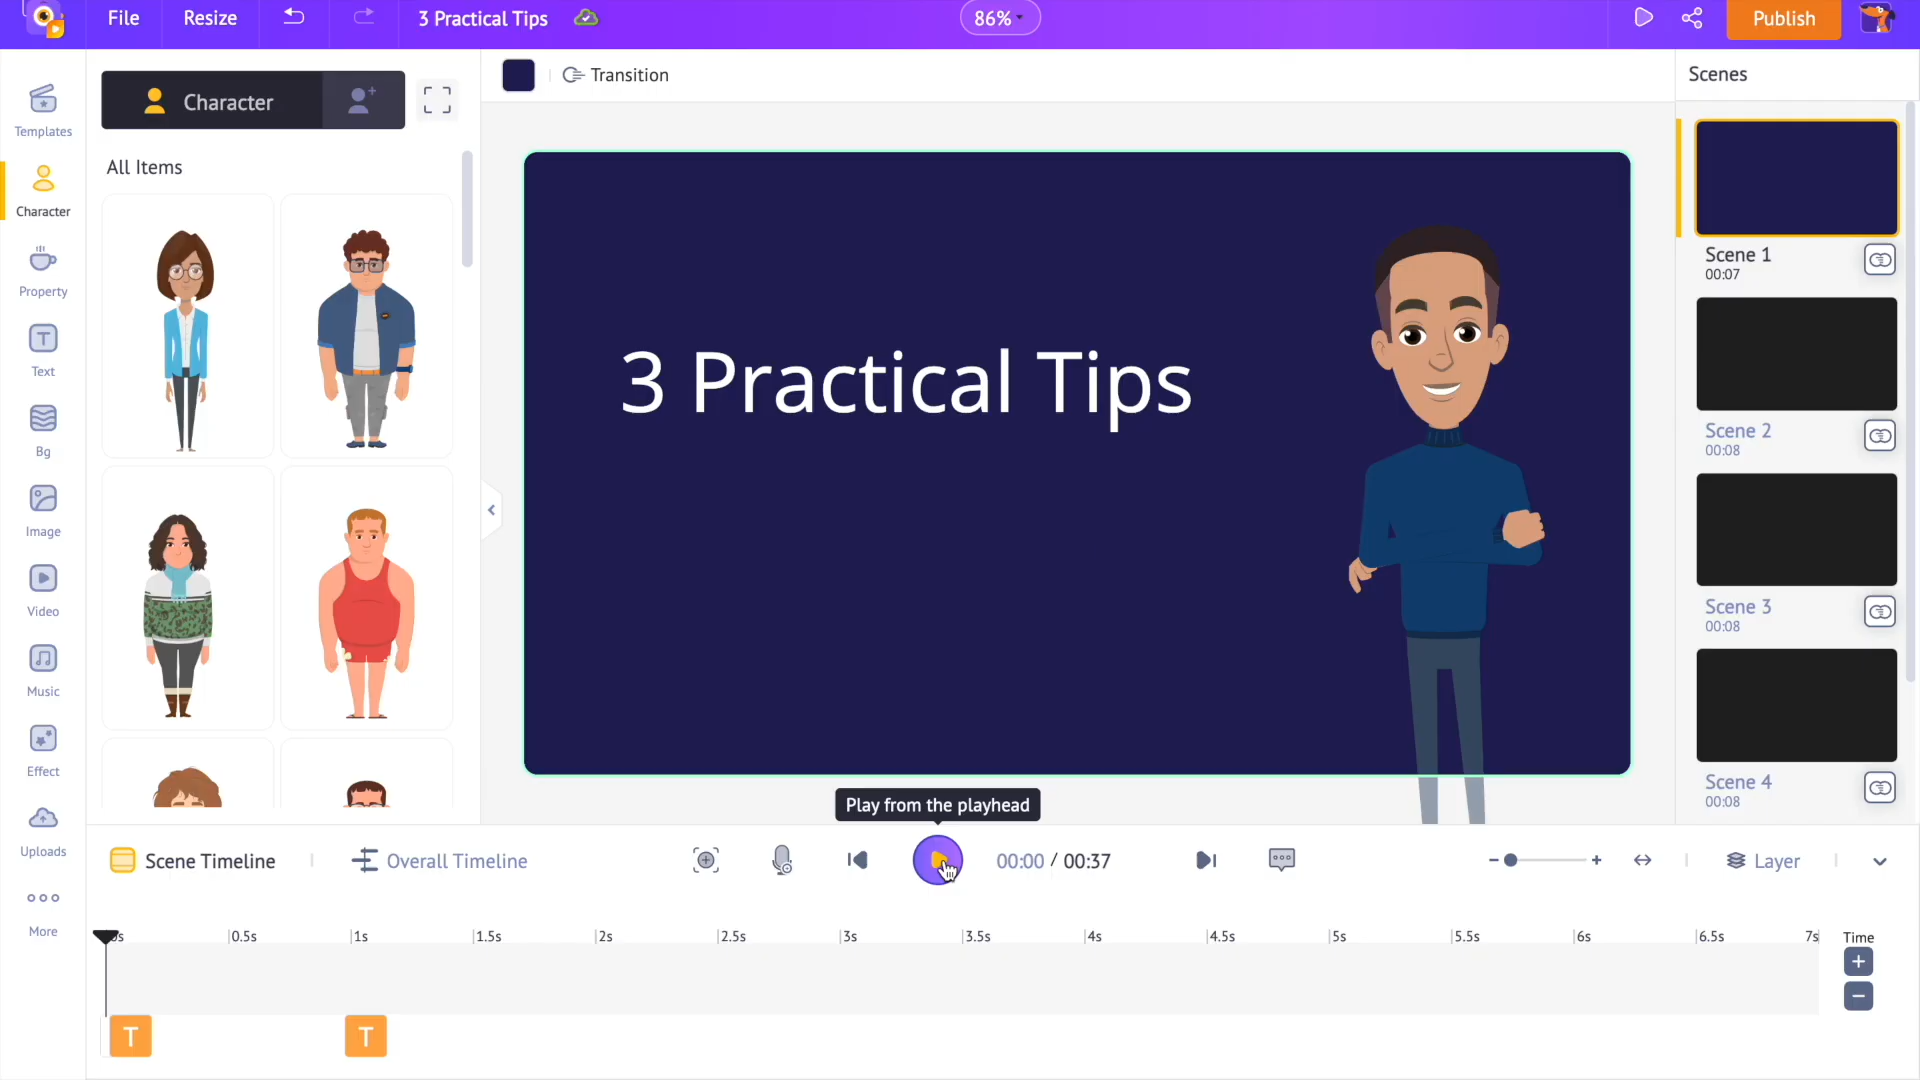 File
Resize
3 Practical Tips
86%
Publish
Templates
Character
Property
Text
Bg
Image
Video
Music
Effect
Uploads
More
Character
All Items
Transition
3 Practical Tips
Scenes
Scene 1
00:07
Scene 2
00:08
Scene 3
00:08
Scene 4
00:08
Play from the playhead
Scene Timeline
Overall Timeline
00:00 / 00:37
Layer
0.5s 1s 1.5s 2s 2.5s 3s 3.5s 4s 4.5s 5s 5.5s 6s 6.5s 7s
Time
T T